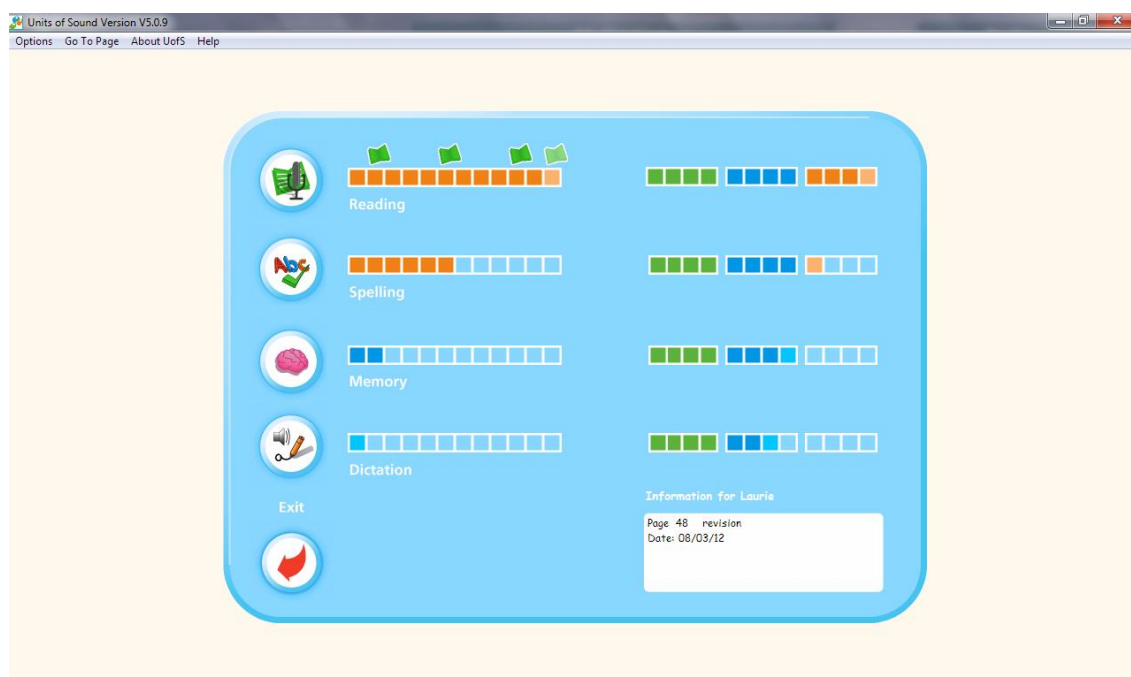 Units of Sound Version V5.0.9
Options Go To Page About UofS Help
Reading
Abc
Spelling
Memory
Dictation
Exit
Information for Laurie
Page 48 revision
Date: 08/03/12